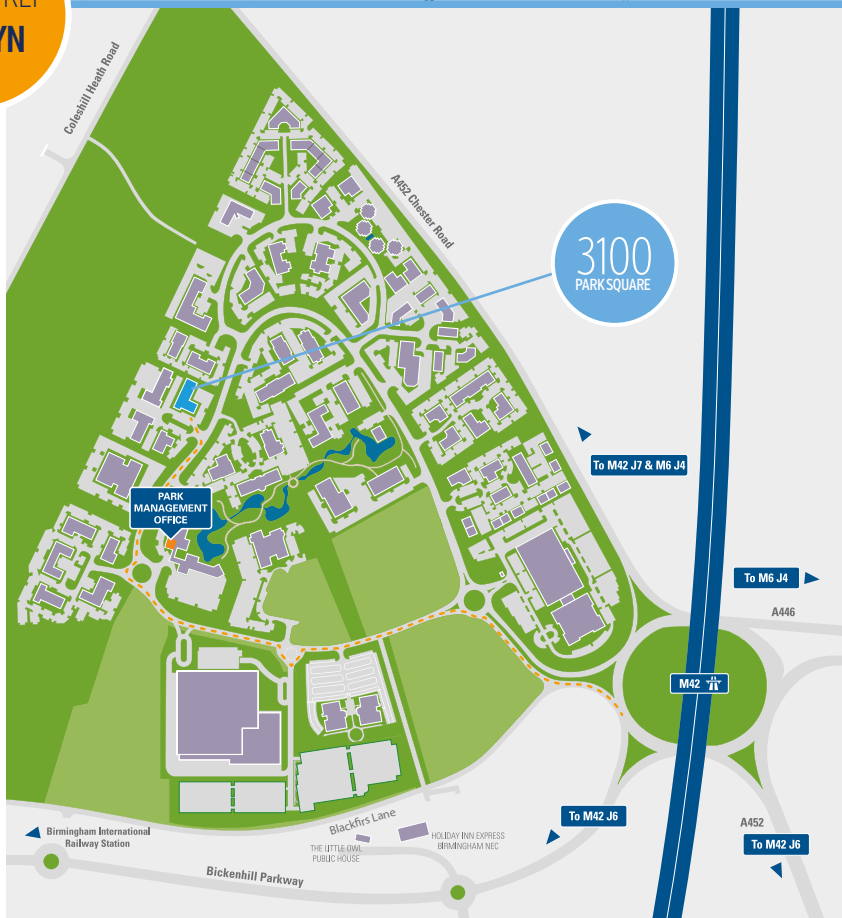 YN
Coleshill Heath Road
A452 Chester Road
3100
PARK SQUARE
To M42 J7 & M6 J4
PARK
MANAGEMENT
OFFICE
To M6 J4
A446
M42
To M42 J6
A452
To M42 J6
Blackfirs Lane
Birmingham International
Railway Station
HOLIDAY INN EXPRESS
BIRMINGHAM NEC
THE LITTLE OWL
PUBLIC HOUSE
Bickenhill Parkway